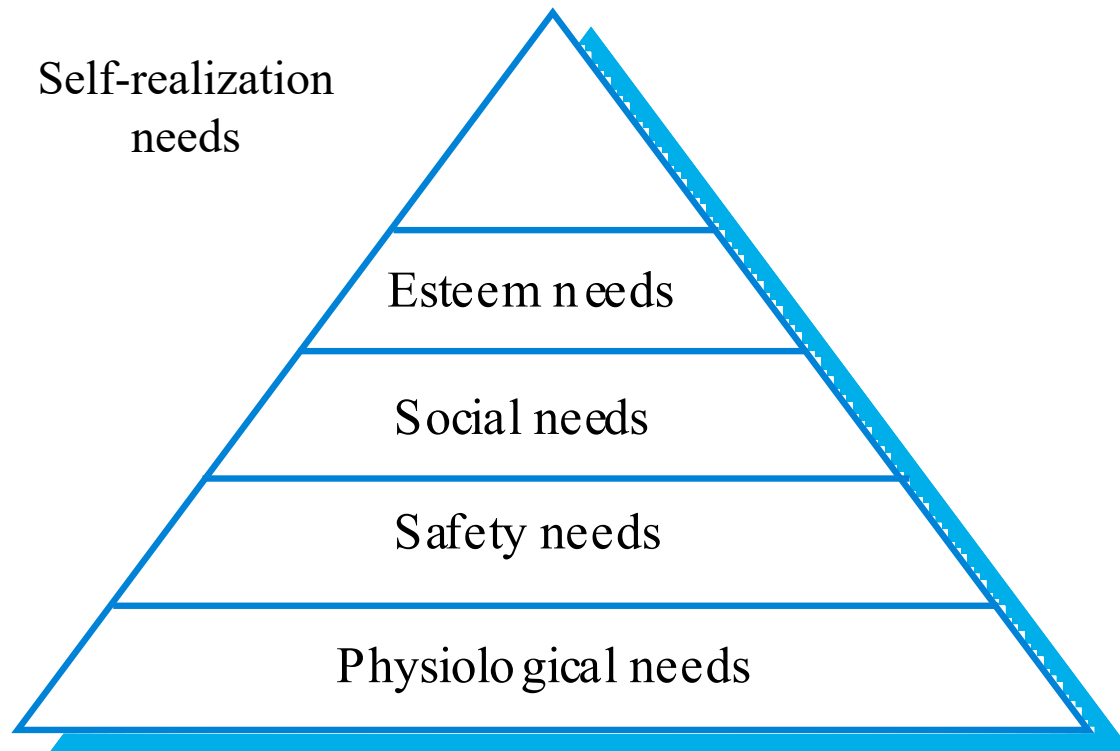 Self-realization
needs
Esteem needs
Social needs
Safety needs
Physiological needs